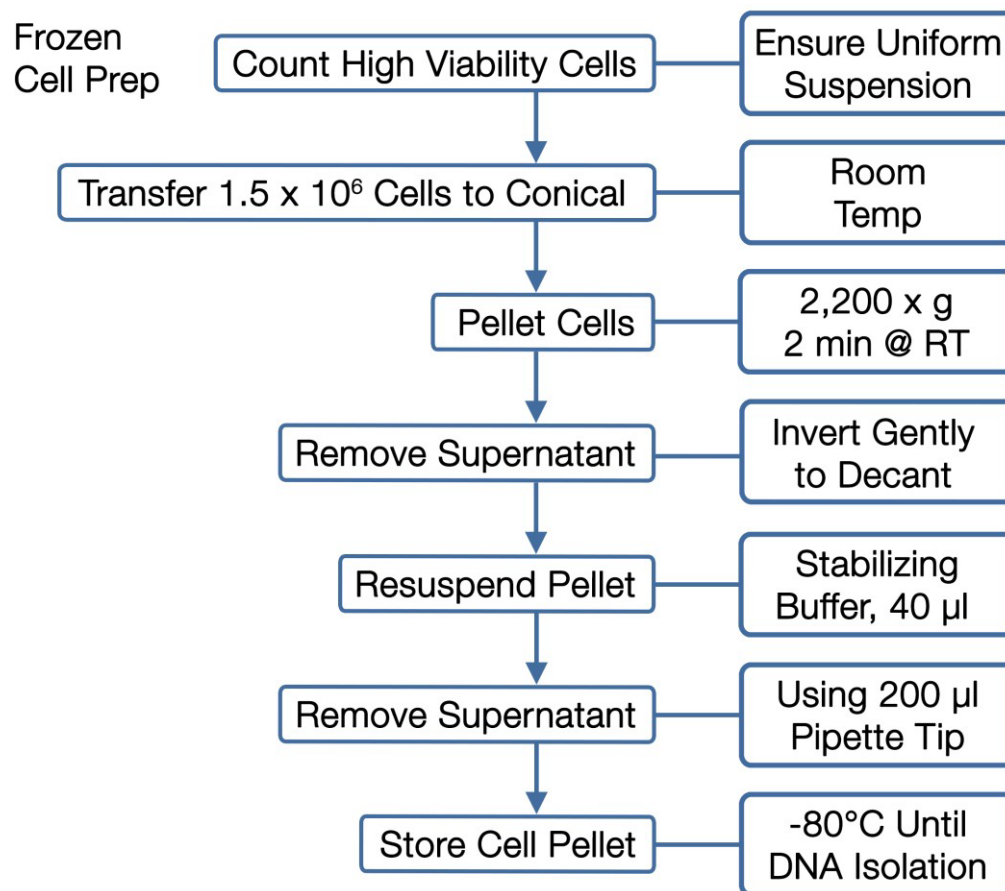 Frozen
Cell Prep
Count High Viability Cells
Ensure Uniform
Suspension
Transfer 1.5 x 10⁶ Cells to Conical
Room
Temp
Pellet Cells
2,200 x g
2 min @ RT
Remove Supernatant
Invert Gently
to Decant
Resuspend Pellet
Stabilizing
Buffer, 40 µl
Remove Supernatant
Using 200 µl
Pipette Tip
Store Cell Pellet
-80°C Until
DNA Isolation